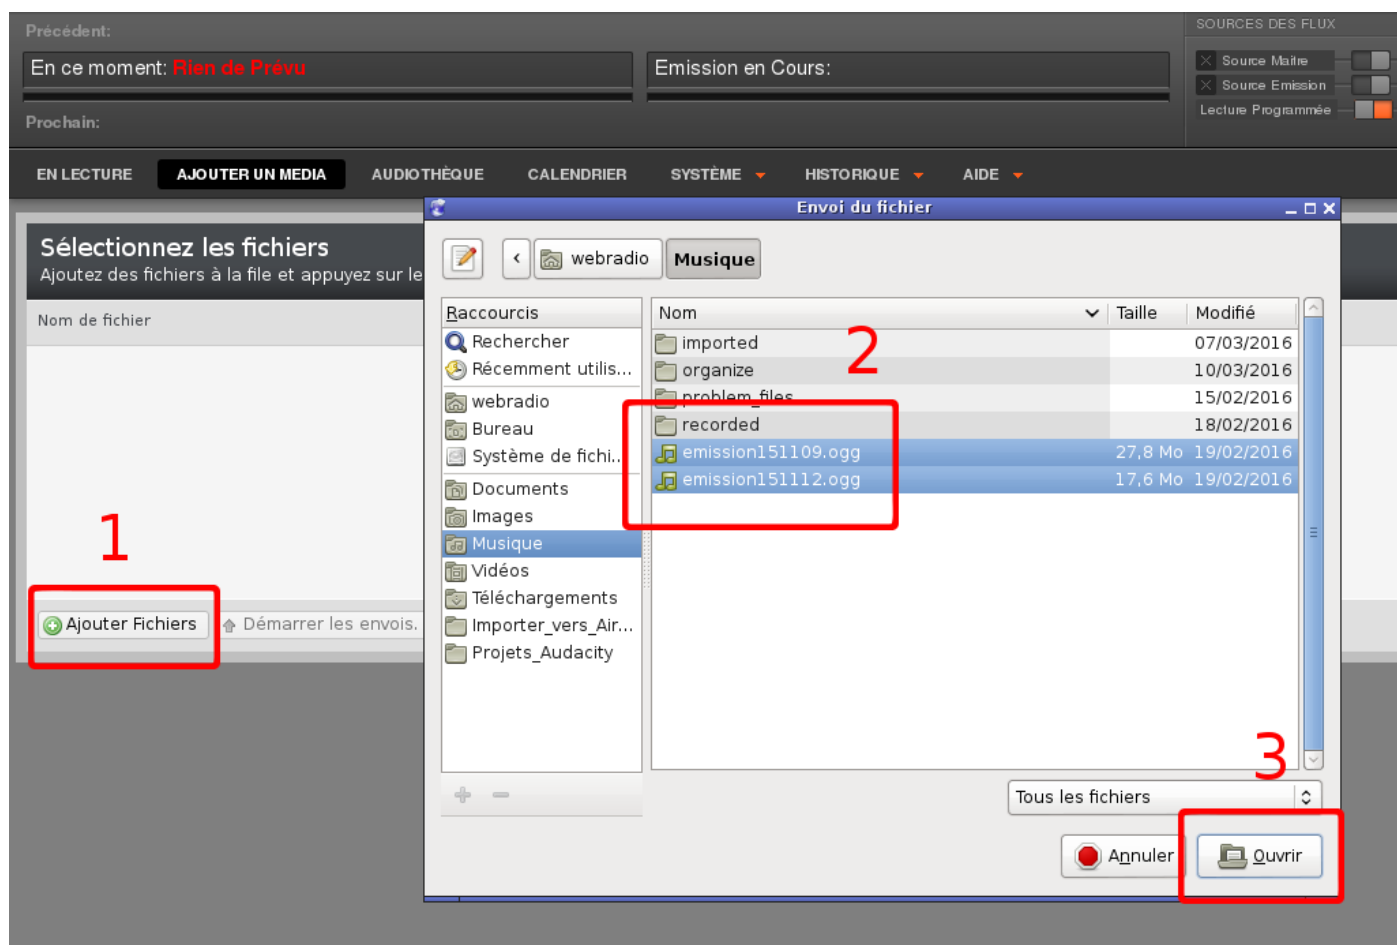 Précédent:
SOURCES DES FLUX
En ce moment: Rien de Prévu
Emission en Cours:
Source Maître
Source Emission
Lecture Programmée
Prochain:
EN LECTURE AJOUTER UN MEDIA AUDIOTHÈQUE CALENDRIER SYSTÈME HISTORIQUE AIDE
Envoi du fichier
Sélectionnez les fichiers
Ajoutez des fichiers à la file et appuyez sur le
Nom de fichier
webradio Musique
Raccourcis
Rechercher
Récemment utilis...
webradio
Bureau
Système de fichi...
Documents
Images
Musique
Vidéos
Téléchargements
Importer_vers_Air...
Projets_Audacity
Nom Taille Modifié
imported 07/03/2016
organize 10/03/2016
problem_files 15/02/2016
recorded 18/02/2016
emission151109.ogg 27,8 Mo 19/02/2016
emission151112.ogg 17,6 Mo 19/02/2016
2
1
Ajouter Fichiers Démarrer les envois.
3
Tous les fichiers
Annuler Ouvrir